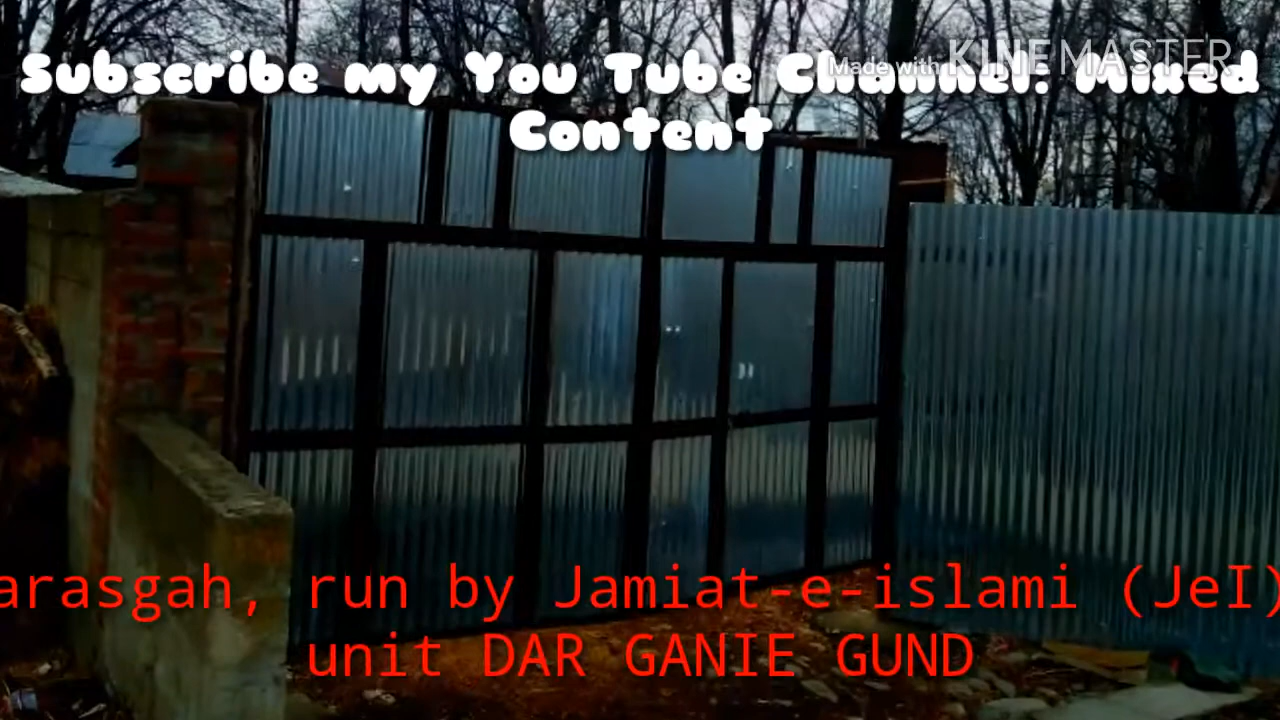 Subscribe my You Tube Channel: Mixed
Content
Made with KINEMASTER
arasgah, run by Jamiat-e-islami (JeI)
unit DAR GANIE GUND